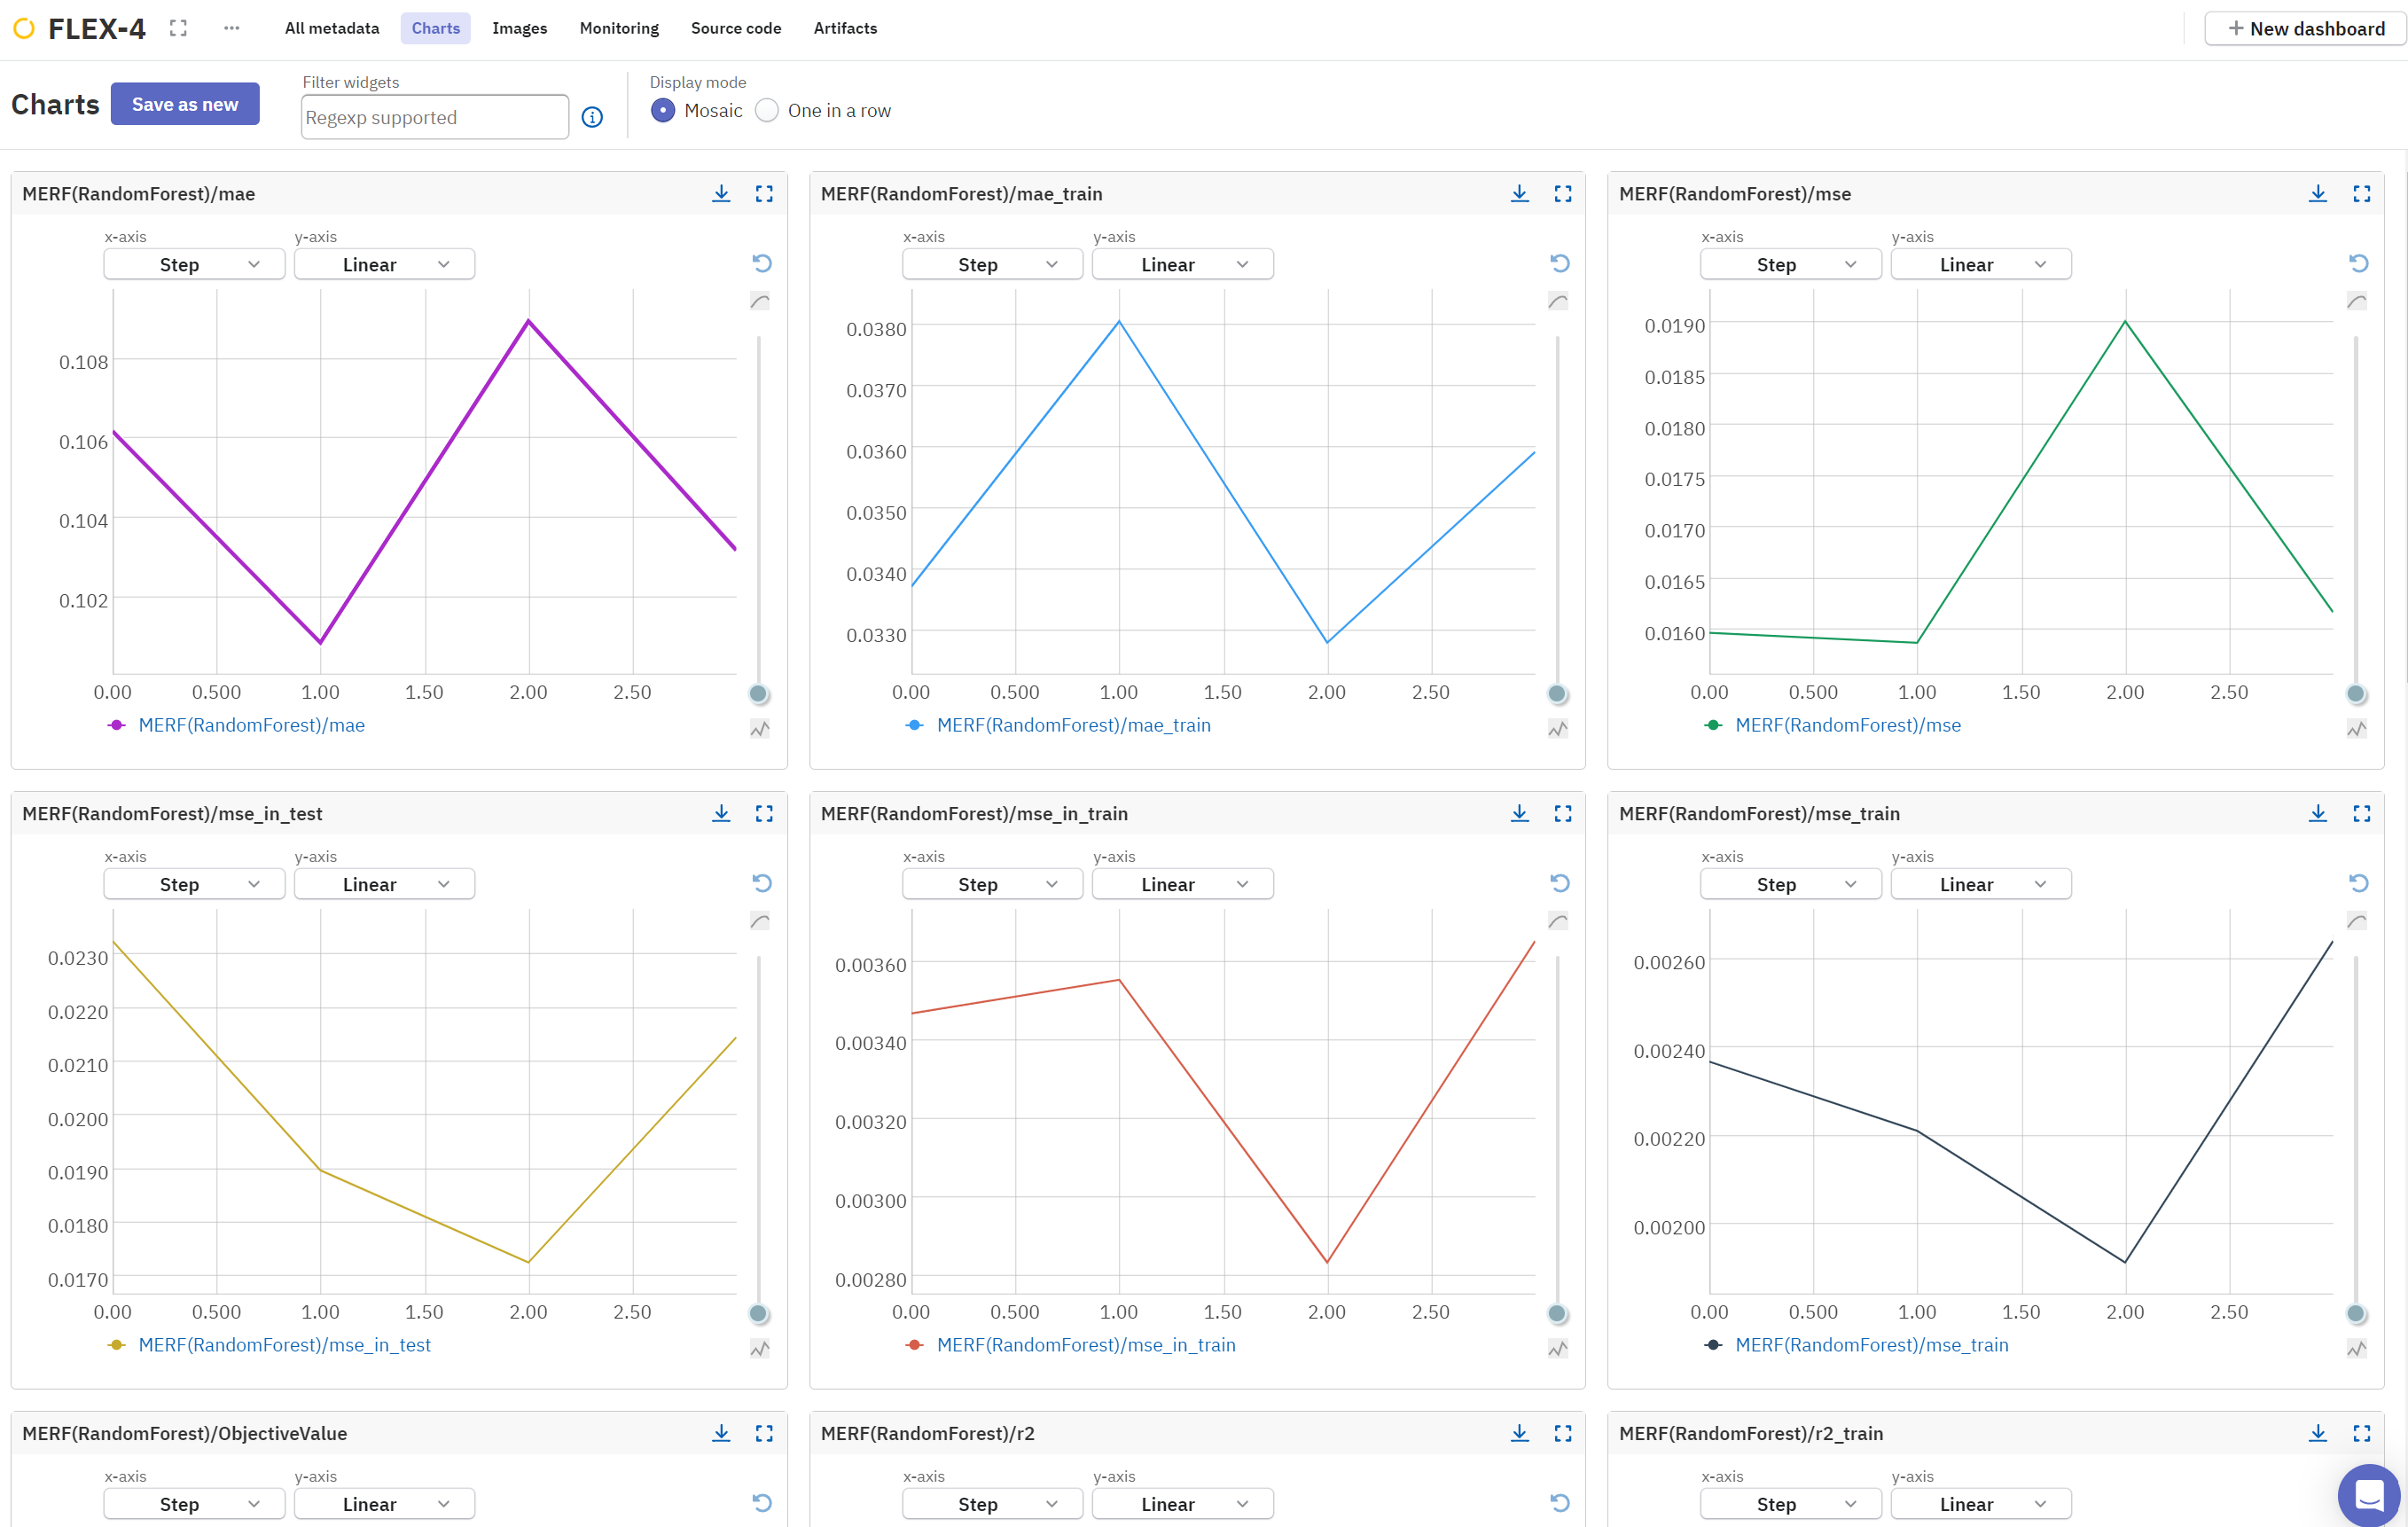 FLEX-4 ... All metadata Charts Images Monitoring Source code Artifacts + New dashboard
Charts Save as new Filter widgets Regexp supported Display mode Mosaic One in a row
MERF(RandomForest)/mae
x-axis y-axis
Step Linear
0.108
0.106
0.104
0.102
0.00 0.500 1.00 1.50 2.00 2.50
MERF(RandomForest)/mae
MERF(RandomForest)/mae_train
x-axis y-axis
Step Linear
0.0380
0.0370
0.0360
0.0350
0.0340
0.0330
0.00 0.500 1.00 1.50 2.00 2.50
MERF(RandomForest)/mae_train
MERF(RandomForest)/mse
x-axis y-axis
Step Linear
0.0190
0.0185
0.0180
0.0175
0.0170
0.0165
0.0160
0.00 0.500 1.00 1.50 2.00 2.50
MERF(RandomForest)/mse
MERF(RandomForest)/mse_in_test
x-axis y-axis
Step Linear
0.0230
0.0220
0.0210
0.0200
0.0190
0.0180
0.0170
0.00 0.500 1.00 1.50 2.00 2.50
MERF(RandomForest)/mse_in_test
MERF(RandomForest)/mse_in_train
x-axis y-axis
Step Linear
0.00360
0.00340
0.00320
0.00300
0.00280
0.00 0.500 1.00 1.50 2.00 2.50
MERF(RandomForest)/mse_in_train
MERF(RandomForest)/mse_train
x-axis y-axis
Step Linear
0.00260
0.00240
0.00220
0.00200
0.00 0.500 1.00 1.50 2.00 2.50
MERF(RandomForest)/mse_train
MERF(RandomForest)/ObjectiveValue
x-axis y-axis
Step Linear
MERF(RandomForest)/r2
x-axis y-axis
Step Linear
MERF(RandomForest)/r2_train
x-axis y-axis
Step Linear